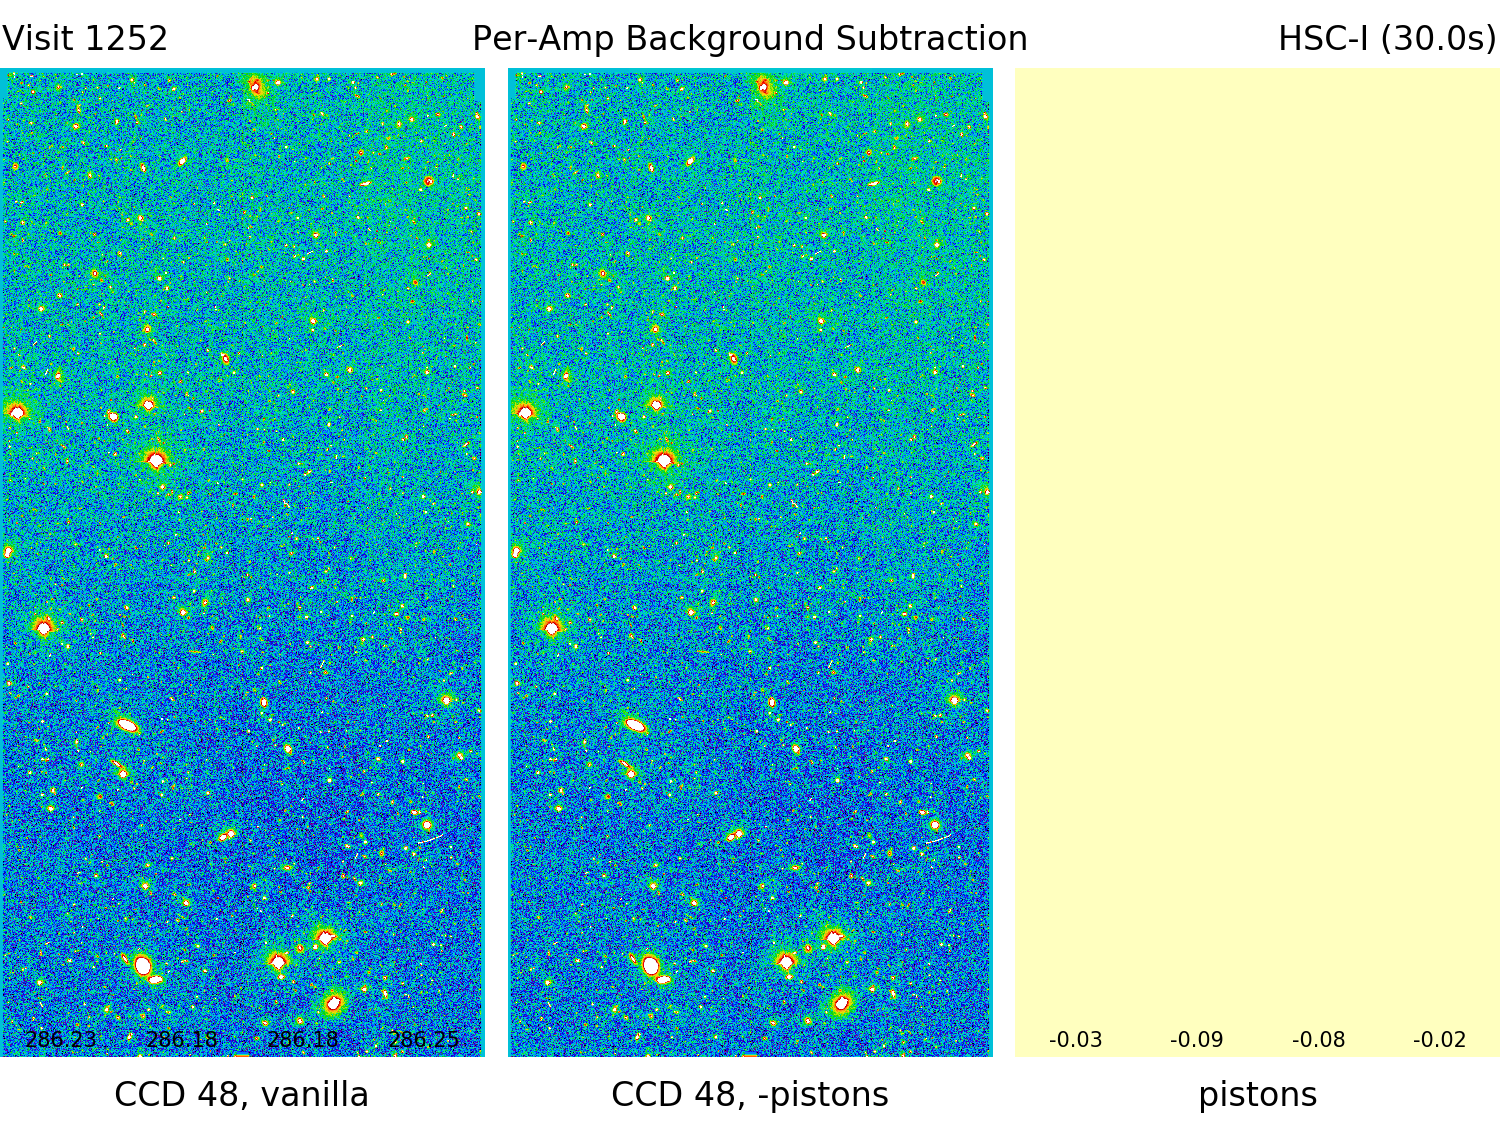 Visit 1252 Per-Amp Background Subtraction HSC-I (30.0s)
286.23 286.18 286.18 286.25 -0.03 -0.09 -0.08 -0.02
CCD 48, vanilla CCD 48, -pistons pistons